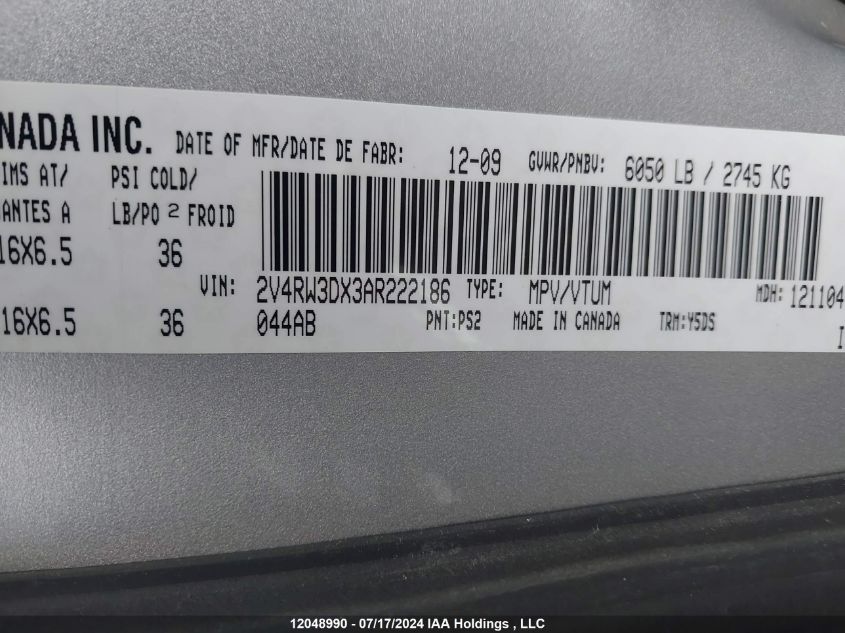 NADA INC. DATE OF MFR/DATE DE FABR: 12-09 GVWR/PNBV: 6050 LB / 2745 KG
IMS AT/ PSI COLD/
ANTES A LB/PO 2 FROID
16X6.5 36
VIN: 2V4RW3DX3AR222186 TYPE: MPV/VTUM MDH: 121104
16X6.5 36 044AB PNT:PS2 MADE IN CANADA TRM:Y5DS
12048990 - 07/17/2024 IAA Holdings , LLC